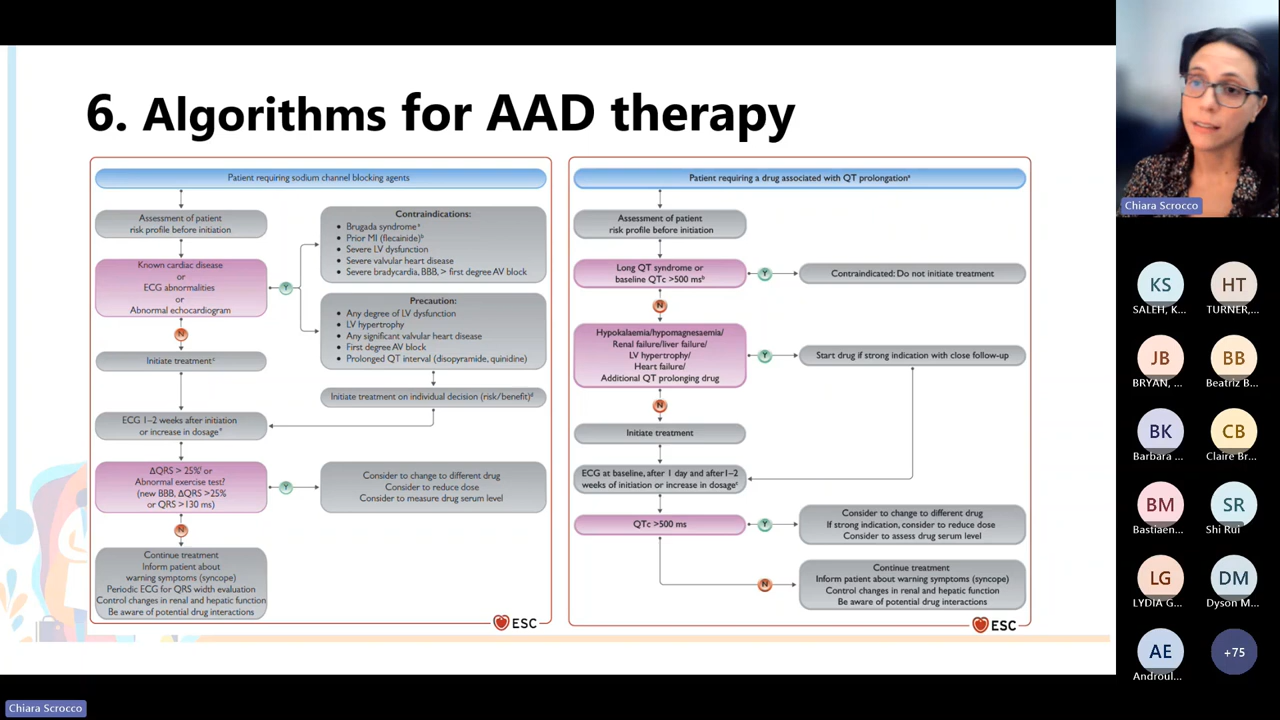 6. Algorithms for AAD therapy
Patient requiring sodium channel blocking agents
Assessment of patient
risk profile before initiation
Known cardiac disease
or
ECG abnormalities
or
Abnormal echocardiogram
Y
Contraindications:
• Brugada syndromeᵃ
• Prior MI (flecainide)ᵇ
• Severe LV dysfunction
• Severe valvular heart disease
• Severe bradycardia, BBB, > first degree AV block
Precaution:
• Any degree of LV dysfunction
• LV hypertrophy
• Any significant valvular heart disease
• First degree AV block
• Prolonged QT interval (disopyramide, quinidine)
N
Initiate treatmentᶜ
Initiate treatment on individual decision (risk/benefit)ᵈ
ECG 1–2 weeks after initiation
or increase in dosageᵉ
ΔQRS > 25%ᶠ or
Abnormal exercise test?
(new BBB, ΔQRS >25%
or QRS >130 ms)
Y
Consider to change to different drug
Consider to reduce dose
Consider to measure drug serum level
N
Continue treatment
Inform patient about
warning symptoms (syncope)
Periodic ECG for QRS width evaluation
Control changes in renal and hepatic function
Be aware of potential drug interactions
ESC
Patient requiring a drug associated with QT prolongationᵃ
Assessment of patient
risk profile before initiation
Long QT syndrome or
baseline QTc >500 msᵇ
Y
Contraindicated: Do not initiate treatment
N
Hypokalaemia/hypomagnesaemia/
Renal failure/liver failure/
LV hypertrophy/
Heart failure/
Additional QT prolonging drug
Y
Start drug if strong indication with close follow-up
N
Initiate treatment
ECG at baseline, after 1 day and after1–2
weeks of initiation or increase in dosageᶜ
QTc >500 ms
Y
Consider to change to different drug
If strong indication, consider to reduce dose
Consider to assess drug serum level
N
Continue treatment
Inform patient about warning symptoms (syncope)
Control changes in renal and hepatic function
Be aware of potential drug interactions
ESC
Chiara Scrocco
KS
SALEH, K...
HT
TURNER,...
JB
BRYAN, ...
BB
Beatriz B...
BK
Barbara ...
CB
Claire Br...
BM
Bastiaen...
SR
Shi Rui
LG
LYDIA G...
DM
Dyson M...
AE
Androul...
+75
Chiara Scrocco